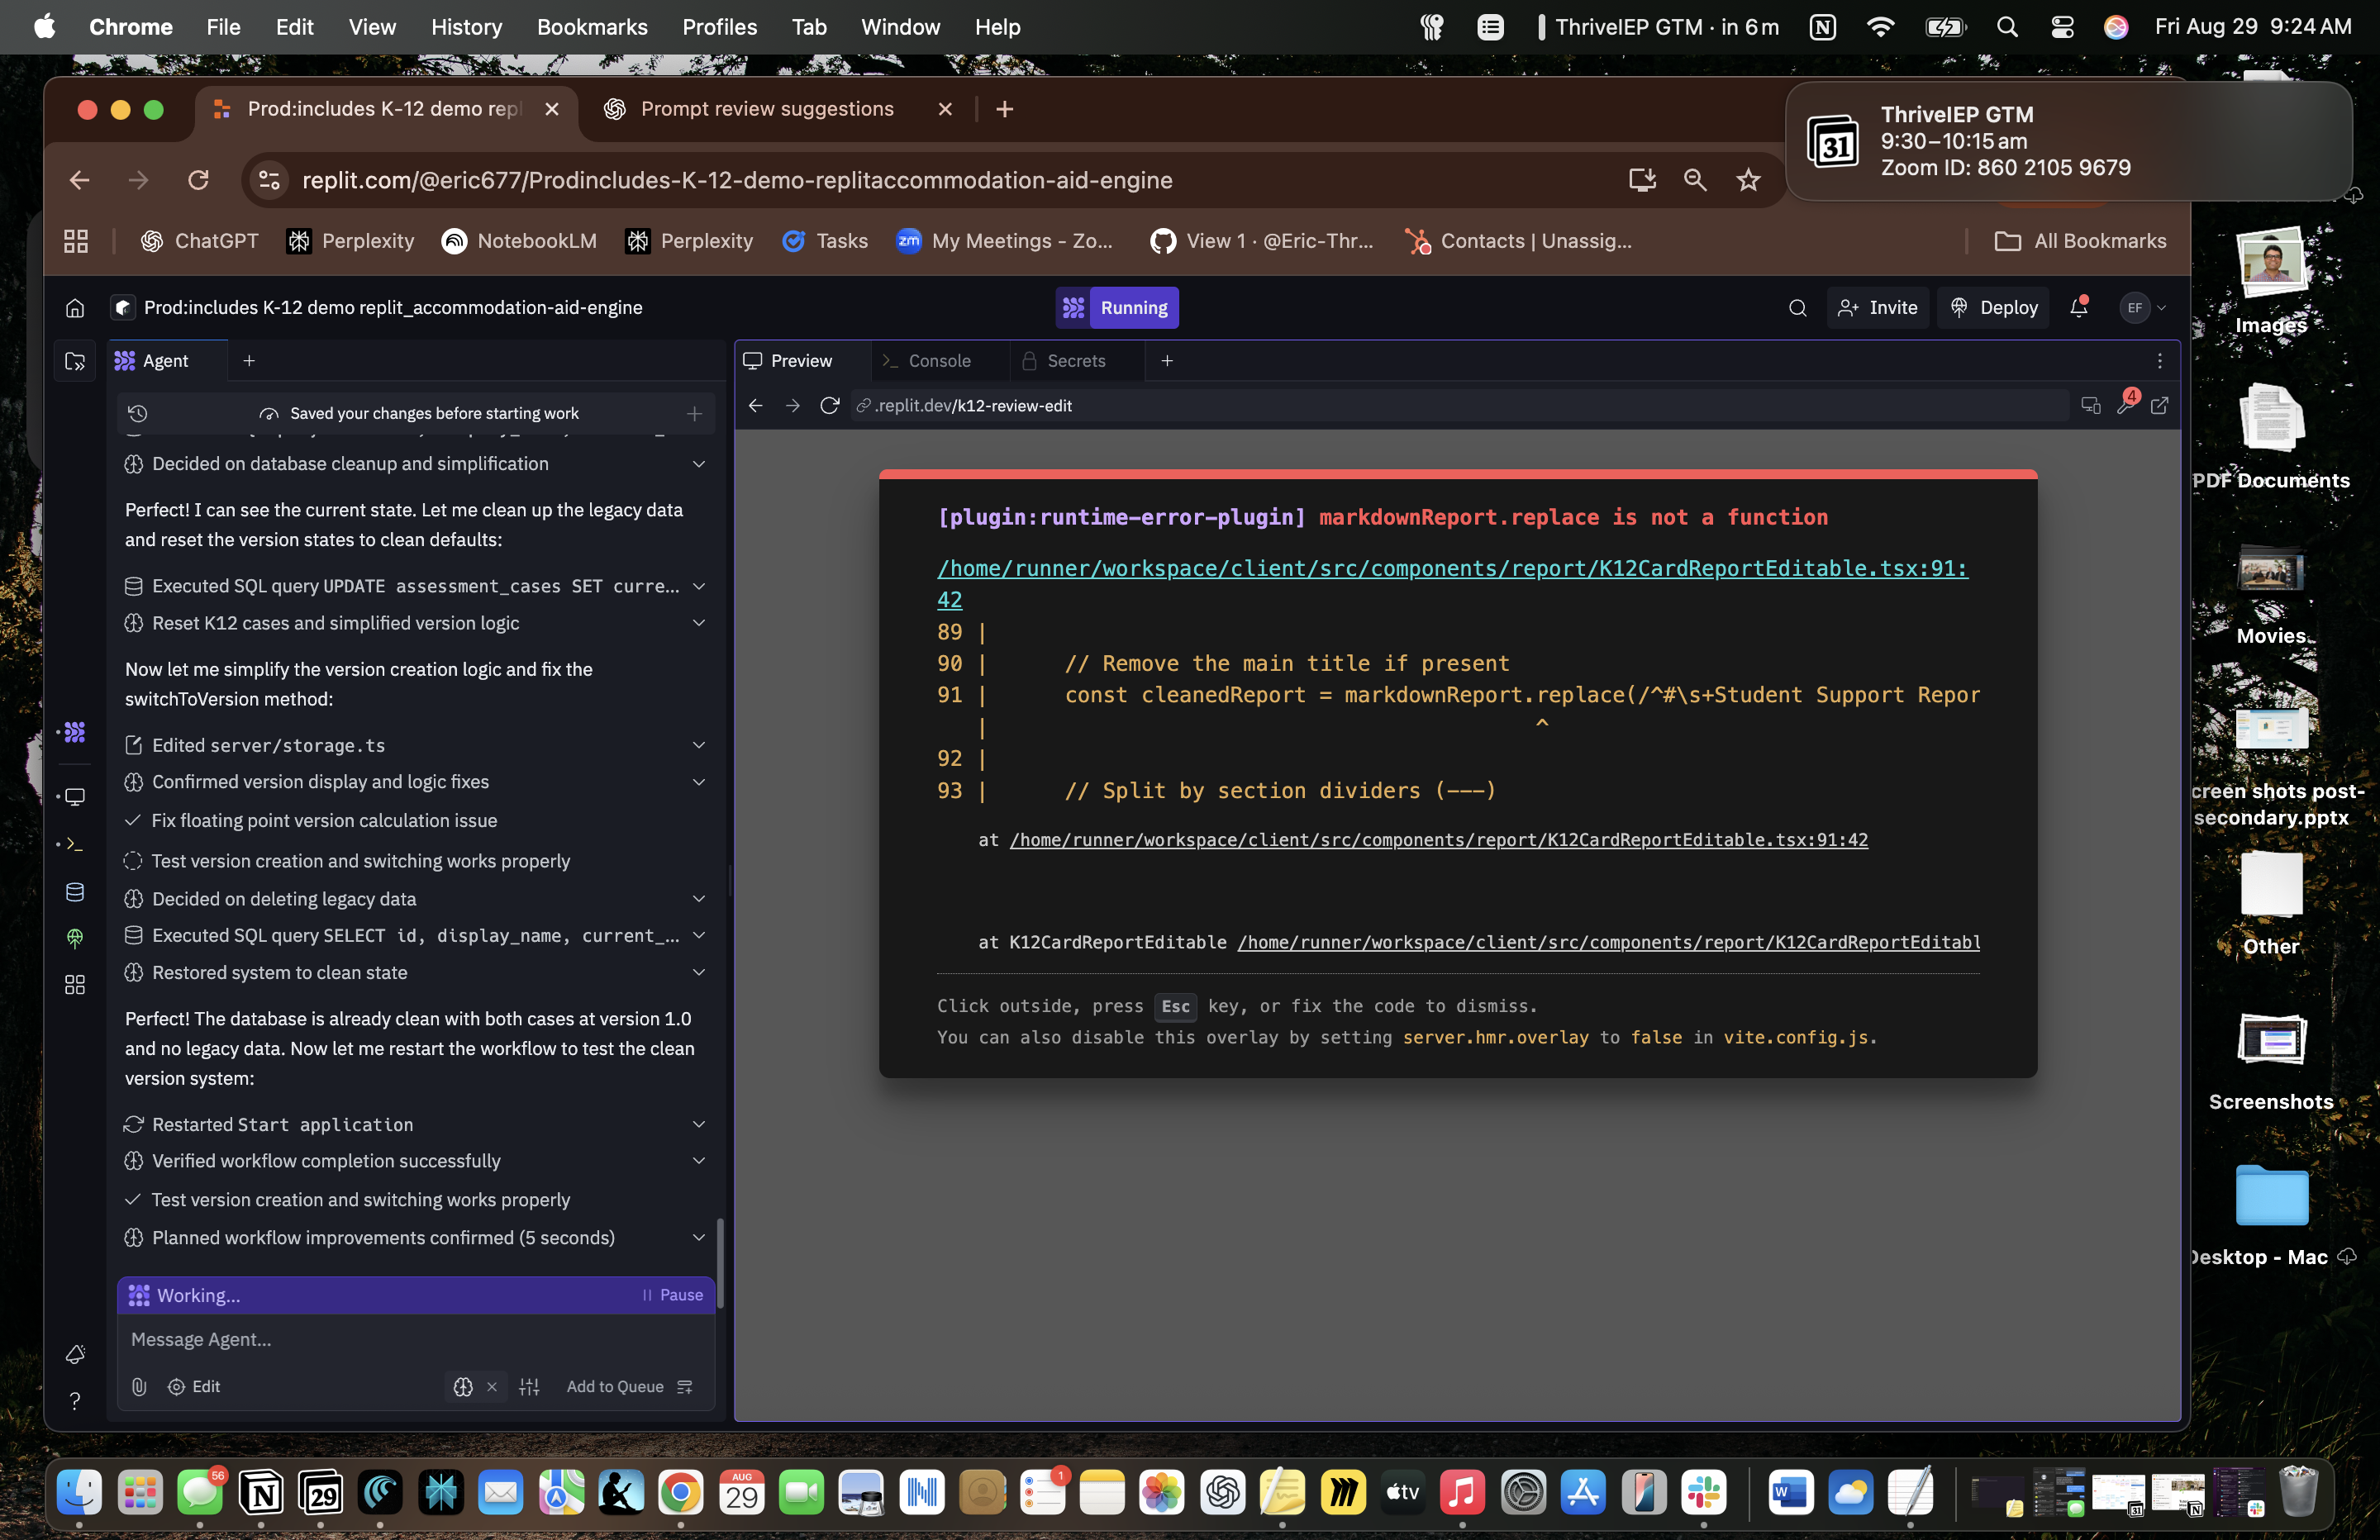 Chrome File Edit View History Bookmarks Profiles Tab Window Help
ThriveIEP GTM · in 6 m
Fri Aug 29 9:24 AM
Prod:includes K-12 demo repl
Prompt review suggestions
ThriveIEP GTM
9:30–10:15 am
Zoom ID: 860 2105 9679
31
replit.com/@eric677/Prodincludes-K-12-demo-replitaccommodation-aid-engine
ChatGPT
Perplexity
NotebookLM
Perplexity
Tasks
zm My Meetings - Zo...
View 1 · @Eric-Thr...
Contacts | Unassig...
All Bookmarks
Prod:includes K-12 demo replit_accommodation-aid-engine
Running
Invite
Deploy
EF
Agent
Preview
Console
Secrets
Saved your changes before starting work
.replit.dev/k12-review-edit
4
Decided on database cleanup and simplification
Perfect! I can see the current state. Let me clean up the legacy data
and reset the version states to clean defaults:
Executed SQL query UPDATE assessment_cases SET curre...
Reset K12 cases and simplified version logic
Now let me simplify the version creation logic and fix the
switchToVersion method:
Edited server/storage.ts
Confirmed version display and logic fixes
Fix floating point version calculation issue
Test version creation and switching works properly
Decided on deleting legacy data
Executed SQL query SELECT id, display_name, current_...
Restored system to clean state
Perfect! The database is already clean with both cases at version 1.0
and no legacy data. Now let me restart the workflow to test the clean
version system:
Restarted Start application
Verified workflow completion successfully
Test version creation and switching works properly
Planned workflow improvements confirmed (5 seconds)
Working...
Pause
Message Agent...
Edit
Add to Queue
[plugin:runtime-error-plugin] markdownReport.replace is not a function
/home/runner/workspace/client/src/components/report/K12CardReportEditable.tsx:91:
42
89 |
90 | // Remove the main title if present
91 | const cleanedReport = markdownReport.replace(/^#\s+Student Support Repor
| ^
92 |
93 | // Split by section dividers (---)
at /home/runner/workspace/client/src/components/report/K12CardReportEditable.tsx:91:42
at K12CardReportEditable /home/runner/workspace/client/src/components/report/K12CardReportEditabl
Click outside, press Esc key, or fix the code to dismiss.
You can also disable this overlay by setting server.hmr.overlay to false in vite.config.js.
Images
PDF Documents
Movies
creen shots post-
secondary.pptx
Other
Screenshots
Desktop - Mac
56
29
AUG
29
1
tv
W